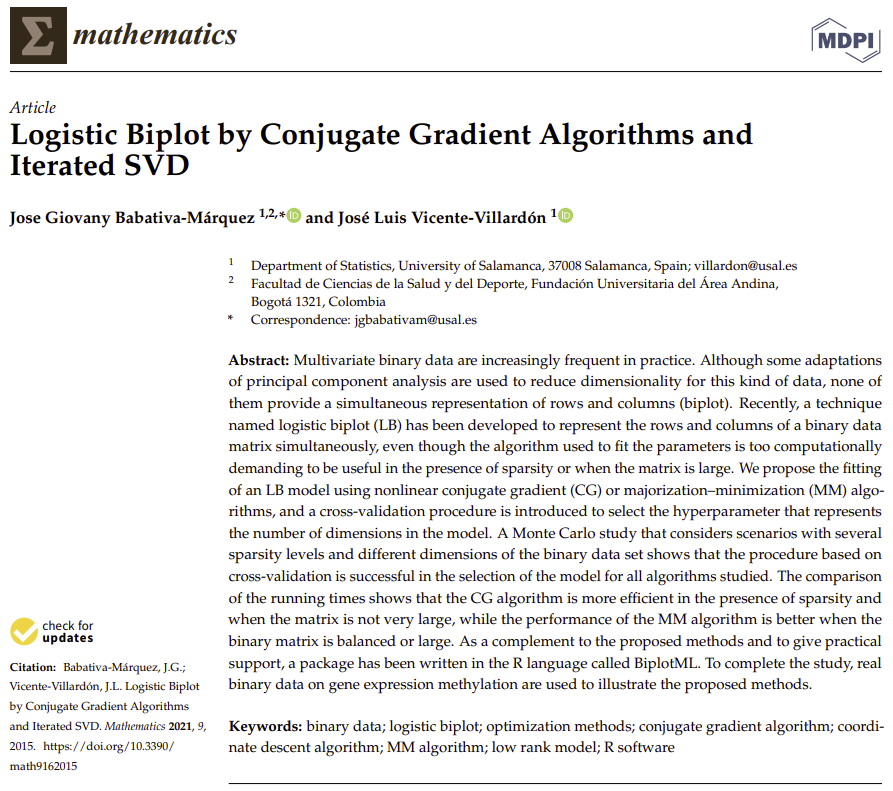 Σ mathematics
MDPI
Article
Logistic Biplot by Conjugate Gradient Algorithms and
Iterated SVD
Jose Giovany Babativa-Márquez 1,2,* iD and José Luis Vicente-Villardón 1 iD
1 Department of Statistics, University of Salamanca, 37008 Salamanca, Spain; villardon@usal.es
2 Facultad de Ciencias de la Salud y del Deporte, Fundación Universitaria del Área Andina,
Bogotá 1321, Colombia
* Correspondence: jgbabativam@usal.es
Abstract: Multivariate binary data are increasingly frequent in practice. Although some adaptations
of principal component analysis are used to reduce dimensionality for this kind of data, none of
them provide a simultaneous representation of rows and columns (biplot). Recently, a technique
named logistic biplot (LB) has been developed to represent the rows and columns of a binary data
matrix simultaneously, even though the algorithm used to fit the parameters is too computationally
demanding to be useful in the presence of sparsity or when the matrix is large. We propose the fitting
of an LB model using nonlinear conjugate gradient (CG) or majorization–minimization (MM) algo-
rithms, and a cross-validation procedure is introduced to select the hyperparameter that represents
the number of dimensions in the model. A Monte Carlo study that considers scenarios with several
sparsity levels and different dimensions of the binary data set shows that the procedure based on
cross-validation is successful in the selection of the model for all algorithms studied. The comparison
of the running times shows that the CG algorithm is more efficient in the presence of sparsity and
when the matrix is not very large, while the performance of the MM algorithm is better when the
binary matrix is balanced or large. As a complement to the proposed methods and to give practical
support, a package has been written in the R language called BiplotML. To complete the study, real
binary data on gene expression methylation are used to illustrate the proposed methods.
Keywords: binary data; logistic biplot; optimization methods; conjugate gradient algorithm; coordi-
nate descent algorithm; MM algorithm; low rank model; R software
check for
updates
Citation: Babativa-Márquez, J.G.;
Vicente-Villardón, J.L. Logistic Biplot
by Conjugate Gradient Algorithms
and Iterated SVD. Mathematics 2021, 9,
2015. https://doi.org/10.3390/
math9162015